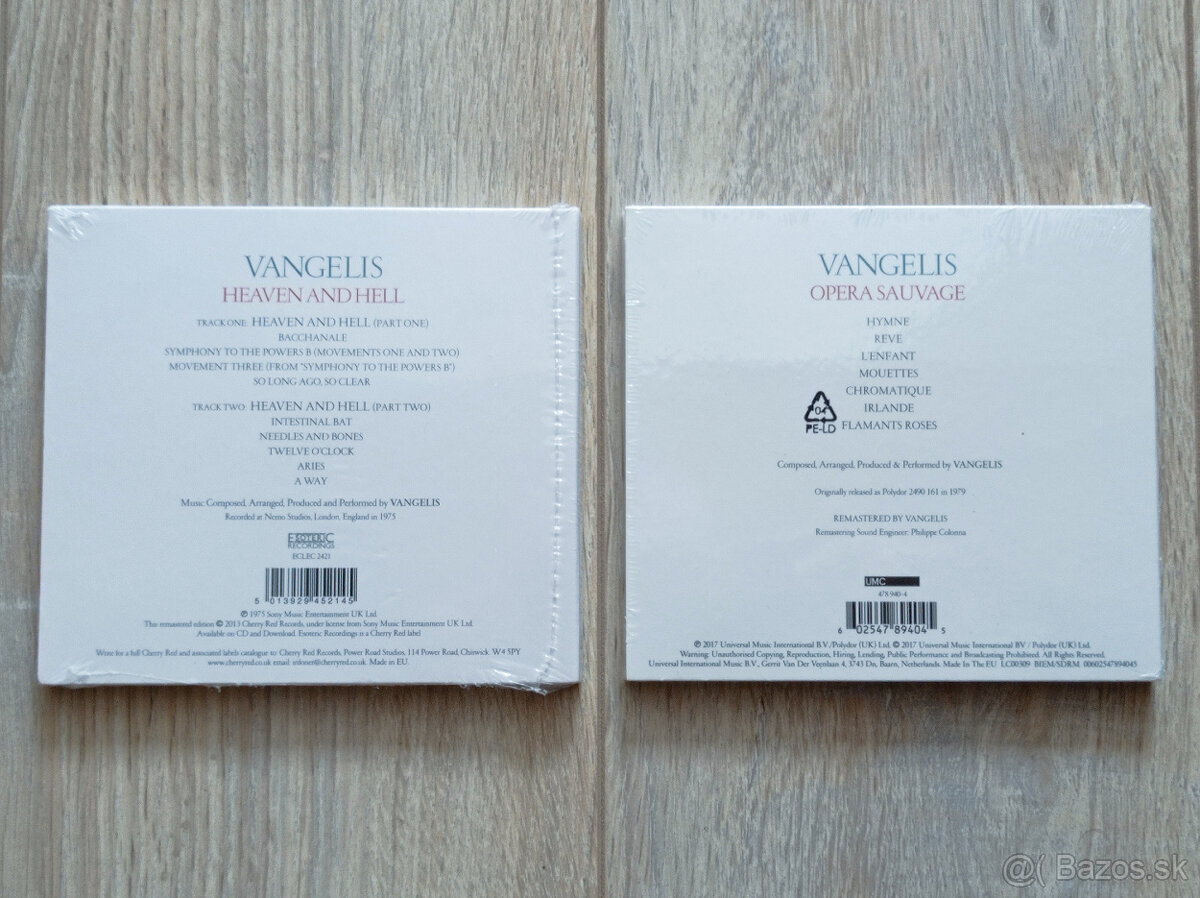 VANGELIS
HEAVEN AND HELL
TRACK ONE: HEAVEN AND HELL (PART ONE)
BACCHANALE
SYMPHONY TO THE POWERS B (MOVEMENTS ONE AND TWO)
MOVEMENT THREE (FROM "SYMPHONY TO THE POWERS B")
SO LONG AGO, SO CLEAR
TRACK TWO: HEAVEN AND HELL (PART TWO)
INTESTINAL BAT
NEEDLES AND BONES
TWELVE O'CLOCK
ARIES
A WAY
Music Composed, Arranged, Produced and Performed by VANGELIS
Recorded at Nemo Studios, London, England in 1975
ESOTERIC
RECORDINGS
ECLEC 2421
5 013929 452145
℗ 1975 Sony Music Entertainment UK Ltd.
This remastered edition © 2013 Cherry Red Records, under license from Sony Music Entertainment UK Ltd.
Available on CD and Download. Esoteric Recordings is a Cherry Red label
Write for a full Cherry Red and associated labels catalogue to: Cherry Red Records, Power Road Studios, 114 Power Road, Chiswick W4 5PY
www.cherryred.co.uk email: infonet@cherryred.co.uk Made in EU.
VANGELIS
OPERA SAUVAGE
HYMNE
REVE
L'ENFANT
MOUETTES
CHROMATIQUE
IRLANDE
FLAMANTS ROSES
04
PE-LD
Composed, Arranged, Produced & Performed by VANGELIS
Originally released as Polydor 2490 161 in 1979
REMASTERED BY VANGELIS
Remastering Sound Engineer: Philippe Colonna
UMC
478 940-4
6 02547 89404 5
℗ 2017 Universal Music International B.V./Polydor (UK) Ltd. © 2017 Universal Music International BV / Polydor (UK) Ltd.
Warning: Unauthorised Copying, Reproduction, Hiring, Lending, Public Performance and Broadcasting Prohibited. All Rights Reserved.
Universal International Music B.V., Gerrit Van Der Veenlaan 4, 3743 Dn, Baarn, Netherlands. Made In The EU LC00309 BIEM/SDRM 00602547894045
@( Bazos.sk